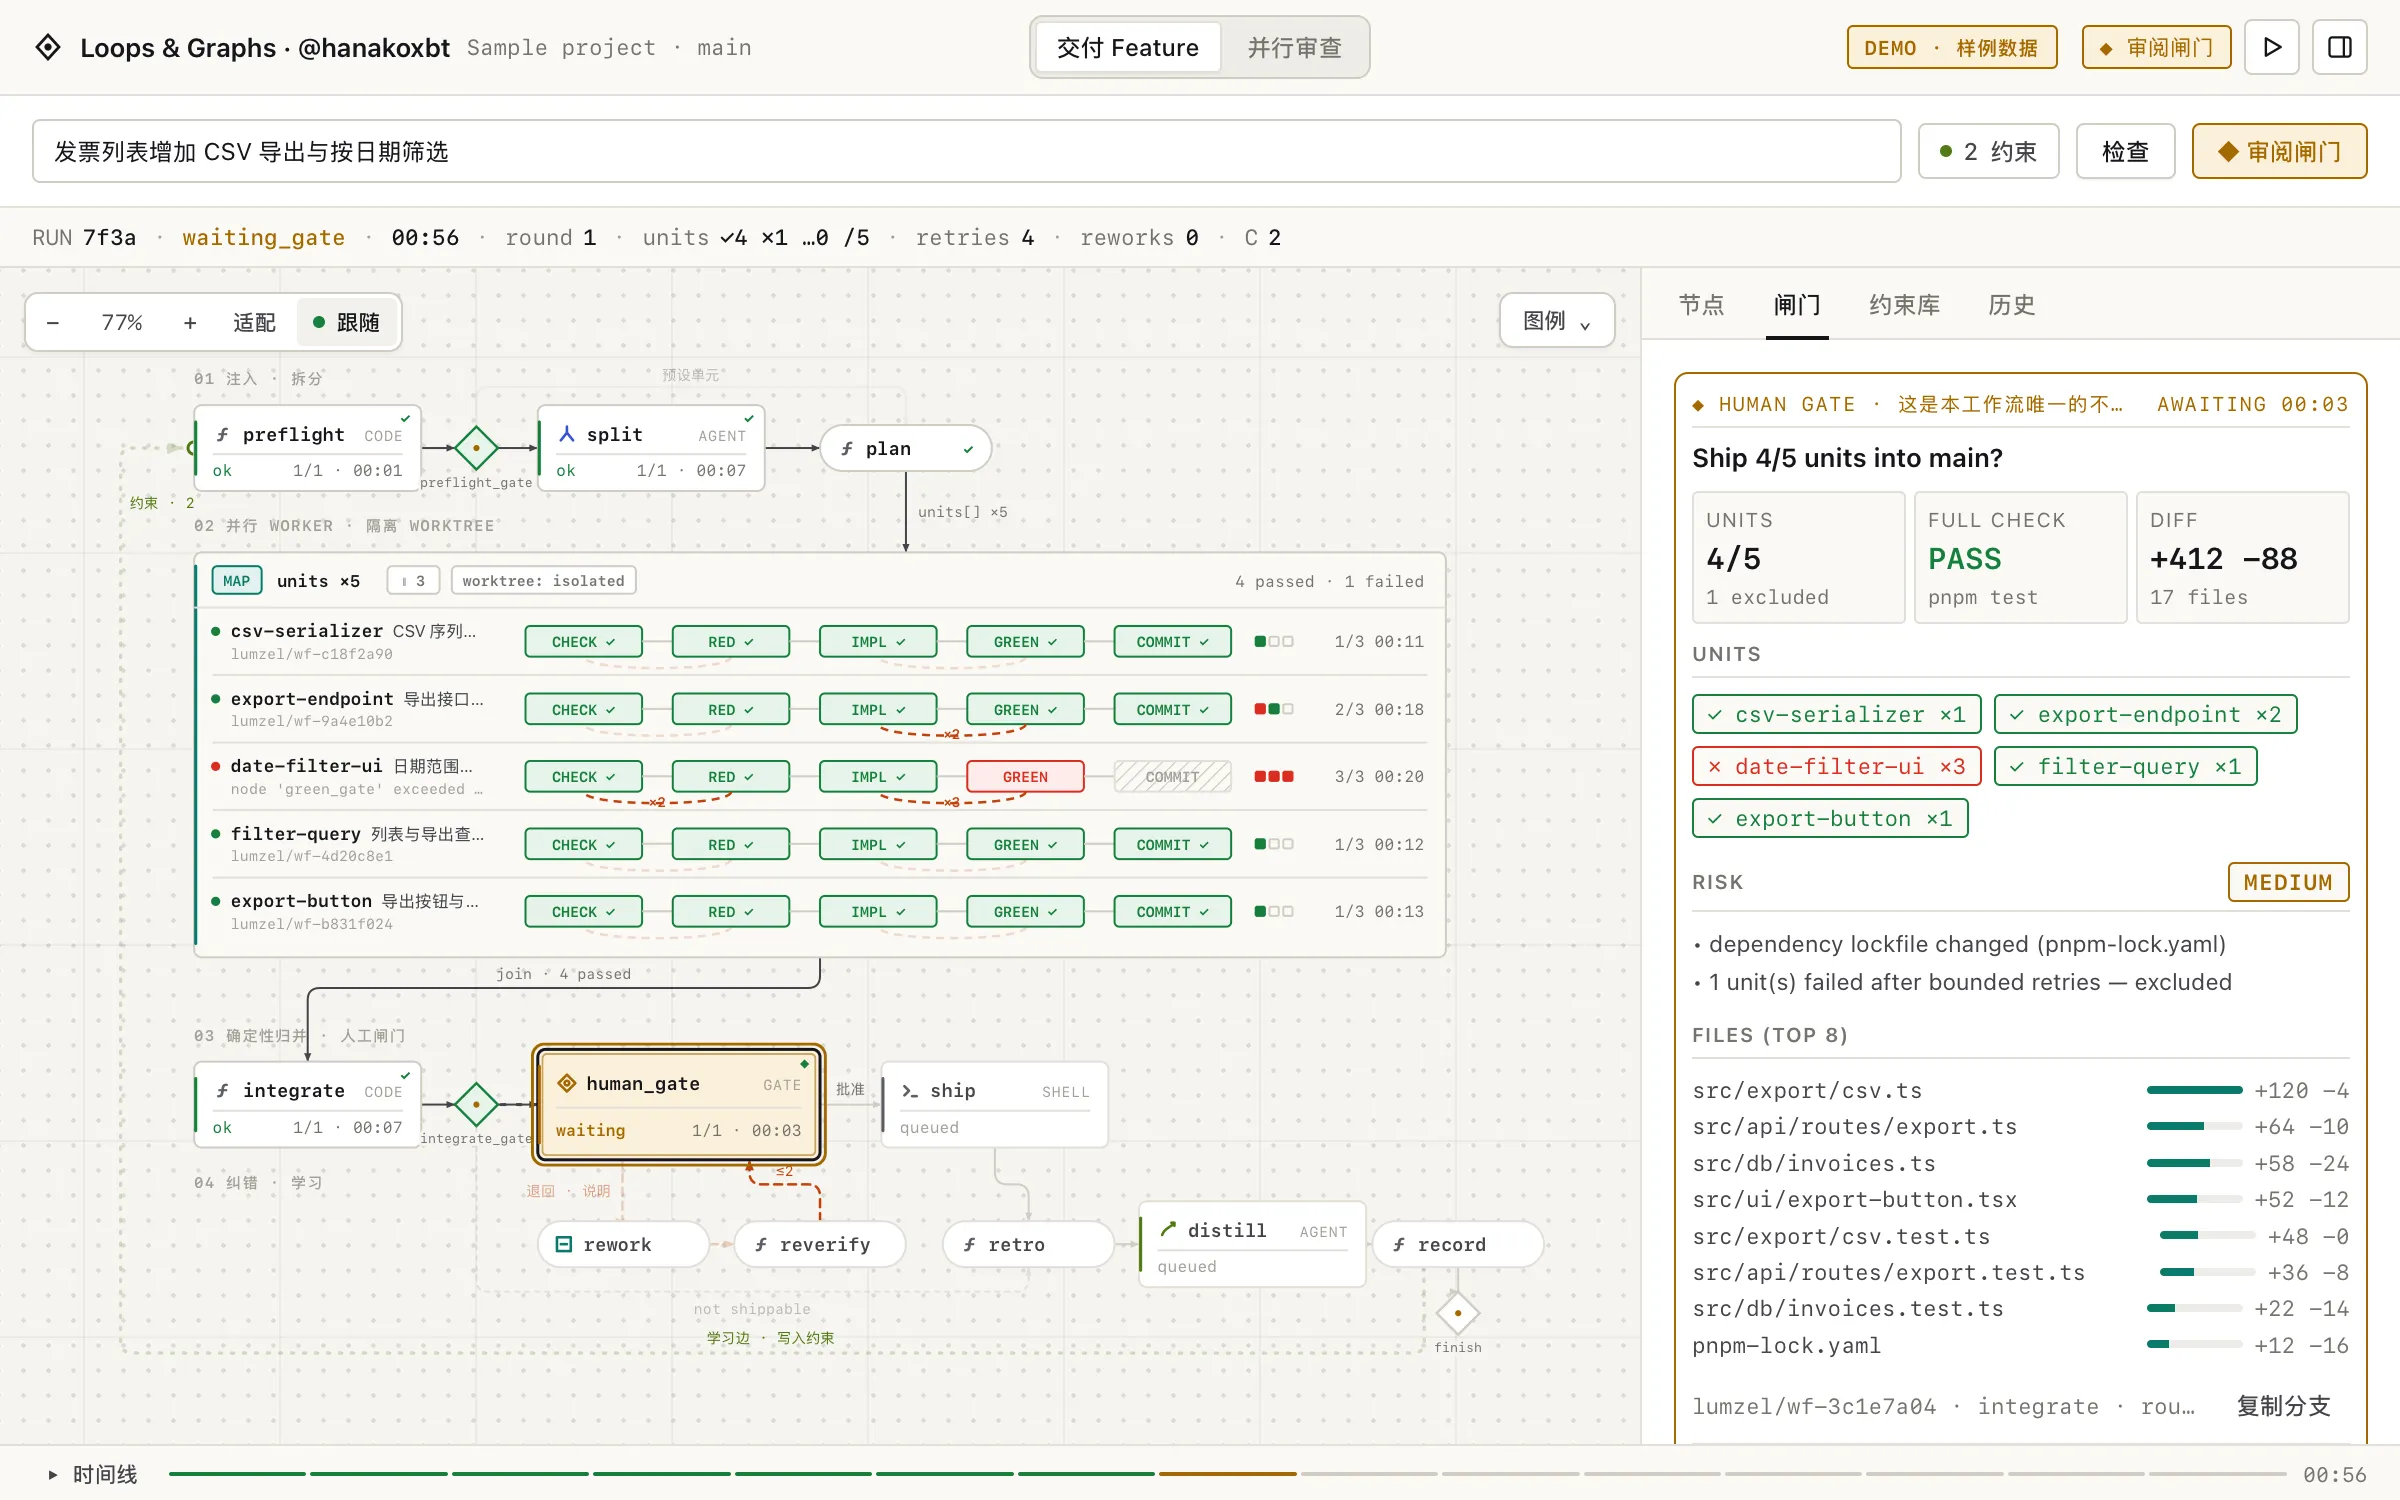 Loops & Graphs · @hanakoxbt Sample project · main
交付 Feature 并行审查
DEMO · 样例数据 ◆ 审阅闸门
发票列表增加 CSV 导出与按日期筛选
2 约束 检查 ◆ 审阅闸门
RUN 7f3a · waiting_gate · 00:56 · round 1 · units ✓4 ×1 …0 /5 · retries 4 · reworks 0 · C 2
− 77% + 适配 跟随
图例
01 注入 · 拆分
预设单元
preflight CODE
ok 1/1 · 00:01
preflight_gate
split AGENT
ok 1/1 · 00:07
plan ✓
约束 · 2
units[] ×5
02 并行 WORKER · 隔离 WORKTREE
MAP units ×5 3 worktree: isolated 4 passed · 1 failed
csv-serializer CSV 序列… CHECK ✓ RED ✓ IMPL ✓ GREEN ✓ COMMIT ✓ 1/3 00:11
lumzel/wf-c18f2a90
export-endpoint 导出接口… CHECK ✓ RED ✓ IMPL ✓ GREEN ✓ COMMIT ✓ 2/3 00:18
lumzel/wf-9a4e10b2
×2
date-filter-ui 日期范围… CHECK ✓ RED ✓ IMPL ✓ GREEN COMMIT 3/3 00:20
node 'green_gate' exceeded …
×2 ×3
filter-query 列表与导出查… CHECK ✓ RED ✓ IMPL ✓ GREEN ✓ COMMIT ✓ 1/3 00:12
lumzel/wf-4d20c8e1
export-button 导出按钮与… CHECK ✓ RED ✓ IMPL ✓ GREEN ✓ COMMIT ✓ 1/3 00:13
lumzel/wf-b831f024
join · 4 passed
03 确定性归并 · 人工闸门
integrate CODE
ok 1/1 · 00:07
integrate_gate
human_gate GATE
waiting 1/1 · 00:03
批准
ship SHELL
queued
04 纠错 · 学习
退回 · 说明
≤2
rework
reverify
retro
distill AGENT
queued
record
not shippable
学习边 · 写入约束
finish
节点 闸门 约束库 历史
◆ HUMAN GATE · 这是本工作流唯一的不… AWAITING 00:03
Ship 4/5 units into main?
UNITS
4/5
1 excluded
FULL CHECK
PASS
pnpm test
DIFF
+412 −88
17 files
UNITS
✓ csv-serializer ×1
✓ export-endpoint ×2
× date-filter-ui ×3
✓ filter-query ×1
✓ export-button ×1
RISK MEDIUM
• dependency lockfile changed (pnpm-lock.yaml)
• 1 unit(s) failed after bounded retries — excluded
FILES (TOP 8)
src/export/csv.ts +120 −4
src/api/routes/export.ts +64 −10
src/db/invoices.ts +58 −24
src/ui/export-button.tsx +52 −12
src/export/csv.test.ts +48 −0
src/api/routes/export.test.ts +36 −8
src/db/invoices.test.ts +22 −14
pnpm-lock.yaml +12 −16
lumzel/wf-3c1e7a04 · integrate · rou… 复制分支
▸ 时间线 00:56